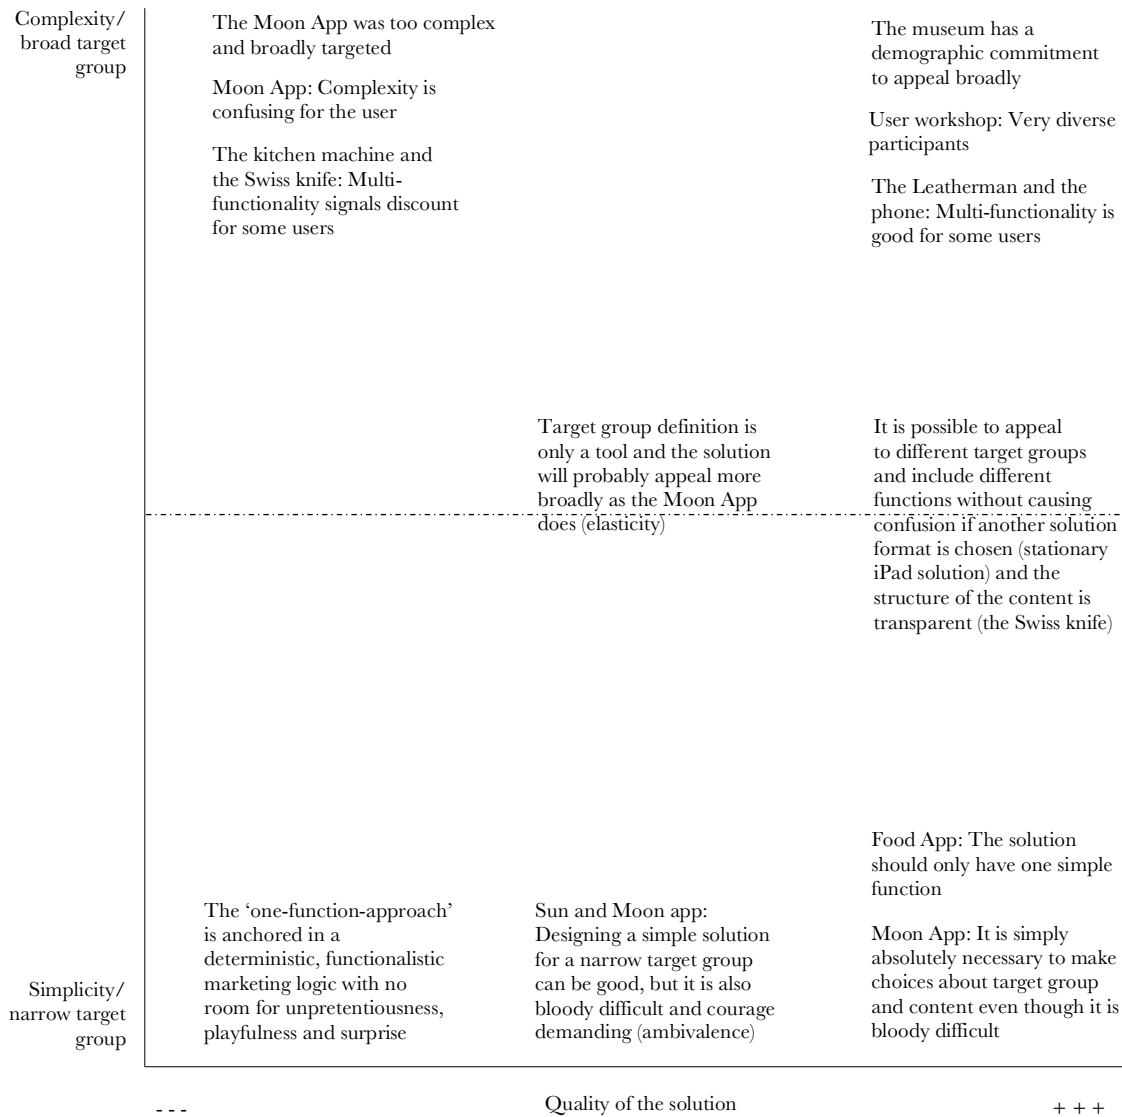 Complexity/
broad target
group
The Moon App was too complex
and broadly targeted
Moon App: Complexity is
confusing for the user
The kitchen machine and
the Swiss knife: Multi-
functionality signals discount
for some users
The museum has a
demographic commitment
to appeal broadly
User workshop: Very diverse
participants
The Leatherman and the
phone: Multi-functionality is
good for some users
Target group definition is
only a tool and the solution
will probably appeal more
broadly as the Moon App
does (elasticity)
It is possible to appeal
to different target groups
and include different
functions without causing
confusion if another solution
format is chosen (stationary
iPad solution) and the
structure of the content is
transparent (the Swiss knife)
Simplicity/
narrow target
group
The ‘one-function-approach’
is anchored in a
deterministic, functionalistic
marketing logic with no
room for unpretentiousness,
playfulness and surprise
Sun and Moon app:
Designing a simple solution
for a narrow target group
can be good, but it is also
bloody difficult and courage
demanding (ambivalence)
Food App: The solution
should only have one simple
function
Moon App: It is simply
absolutely necessary to make
choices about target group
and content even though it is
bloody difficult
- - -
Quality of the solution
+ + +